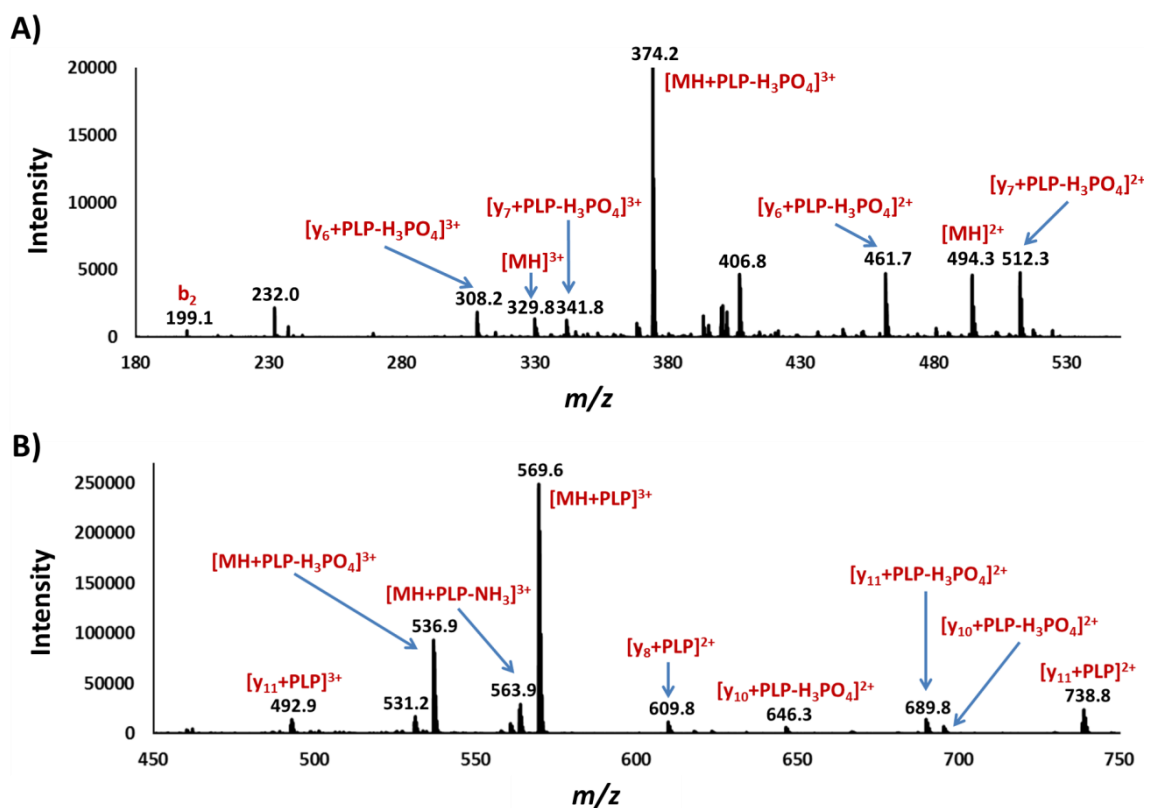 A)
374.2
20000
[MH+PLP-H₃PO₄]³⁺
15000
[y₇+PLP-H₃PO₄]²⁺
[y₇+PLP-H₃PO₄]³⁺
[y₆+PLP-H₃PO₄]²⁺
Intensity
10000
[y₆+PLP-H₃PO₄]³⁺
[MH]³⁺
[MH]²⁺
406.8
461.7
494.3
512.3
5000
b₂
232.0
308.2
329.8
341.8
199.1
0
180 230 280 330 380 430 480 530
m/z
B)
569.6
250000
[MH+PLP]³⁺
200000
[MH+PLP-H₃PO₄]³⁺
[MH+PLP-NH₃]³⁺
[y₁₁+PLP-H₃PO₄]²⁺
Intensity
150000
[y₁₀+PLP-H₃PO₄]²⁺
536.9
100000
[y₈+PLP]²⁺
[y₁₁+PLP]³⁺
563.9
[y₁₀+PLP-H₃PO₄]²⁺
[y₁₁+PLP]²⁺
50000
492.9
531.2
609.8
646.3
689.8
738.8
0
450 500 550 600 650 700 750
m/z